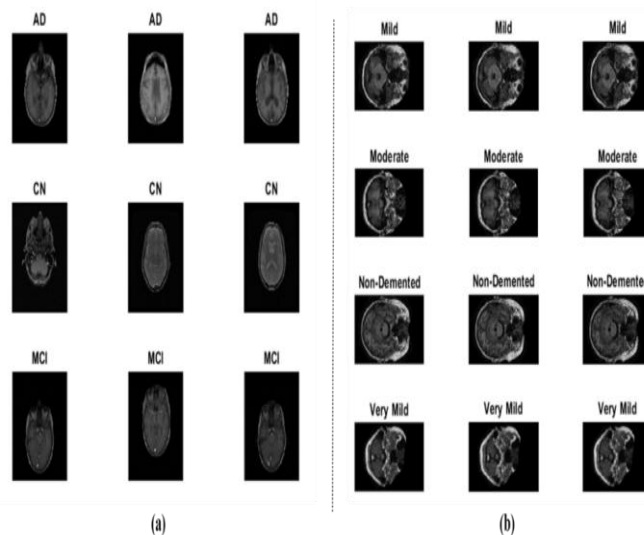 AD AD AD
CN CN CN
MCI MCI MCI
(a)
Mild Mild Mild
Moderate Moderate Moderate
Non-Demented Non-Demented Non-Demente
Very Mild Very Mild Very Mild
(b)